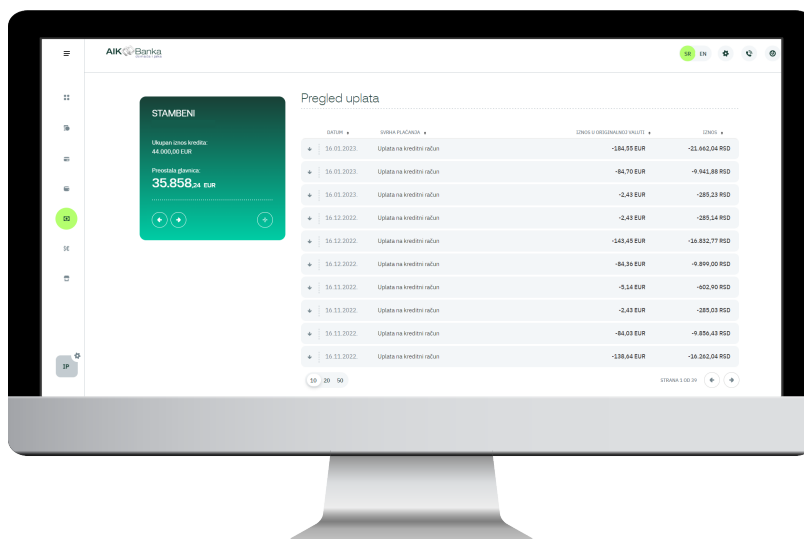 AIK Banka
SR EN
STAMBENI
Ukupan iznos kredita:
44.000,00 EUR
Preostala glavnica:
35.858,24 EUR
Pregled uplata
DATUM SVRHA PLAĆANJA IZNOS U ORIGINALNOJ VALUTI IZNOS
16.01.2023. Uplata na kreditni račun -184,55 EUR -21.662,04 RSD
16.01.2023. Uplata na kreditni račun -84,70 EUR -9.941,88 RSD
16.01.2023. Uplata na kreditni račun -2,43 EUR -285,23 RSD
16.12.2022. Uplata na kreditni račun -2,43 EUR -285,14 RSD
16.12.2022. Uplata na kreditni račun -143,45 EUR -16.832,77 RSD
16.12.2022. Uplata na kreditni račun -84,36 EUR -9.899,00 RSD
16.11.2022. Uplata na kreditni račun -5,14 EUR -602,90 RSD
16.11.2022. Uplata na kreditni račun -2,43 EUR -285,03 RSD
16.11.2022. Uplata na kreditni račun -84,03 EUR -9.856,43 RSD
16.11.2022. Uplata na kreditni račun -138,64 EUR -16.262,04 RSD
10 20 50
IP